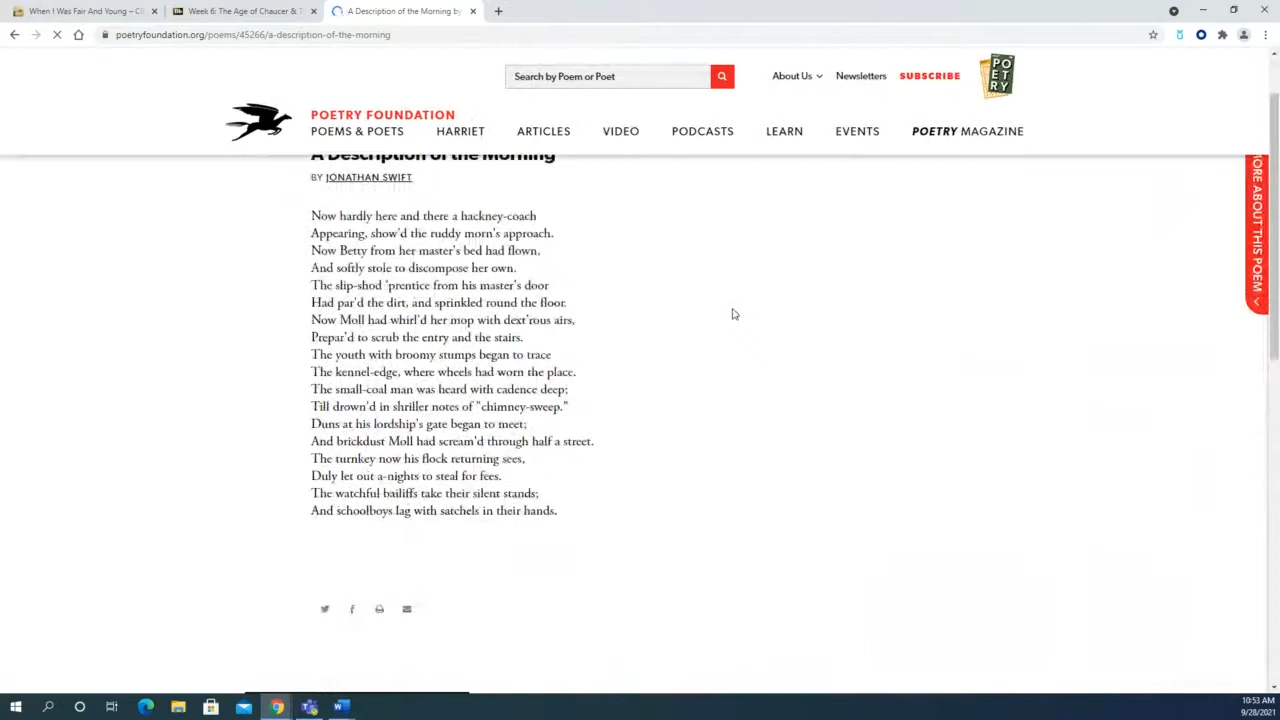 When I Was Fair And Young – Cl
Week 6: The Age of Chaucer & T
A Description of the Morning by
poetryfoundation.org/poems/45266/a-description-of-the-morning
Search by Poem or Poet
About Us
Newsletters
SUBSCRIBE
POETRY
POETRY FOUNDATION
POEMS & POETS
HARRIET
ARTICLES
VIDEO
PODCASTS
LEARN
EVENTS
POETRY MAGAZINE
A Description of the Morning
BY JONATHAN SWIFT
MORE ABOUT THIS POEM
Now hardly here and there a hackney-coach
Appearing, show'd the ruddy morn's approach.
Now Betty from her master's bed had flown,
And softly stole to discompose her own.
The slip-shod 'prentice from his master's door
Had par'd the dirt, and sprinkled round the floor.
Now Moll had whirl'd her mop with dext'rous airs,
Prepar'd to scrub the entry and the stairs.
The youth with broomy stumps began to trace
The kennel-edge, where wheels had worn the place.
The small-coal man was heard with cadence deep;
Till drown'd in shriller notes of "chimney-sweep."
Duns at his lordship's gate began to meet;
And brickdust Moll had scream'd through half a street.
The turnkey now his flock returning sees,
Duly let out a-nights to steal for fees.
The watchful bailiffs take their silent stands;
And schoolboys lag with satchels in their hands.
10:53 AM
9/28/2021